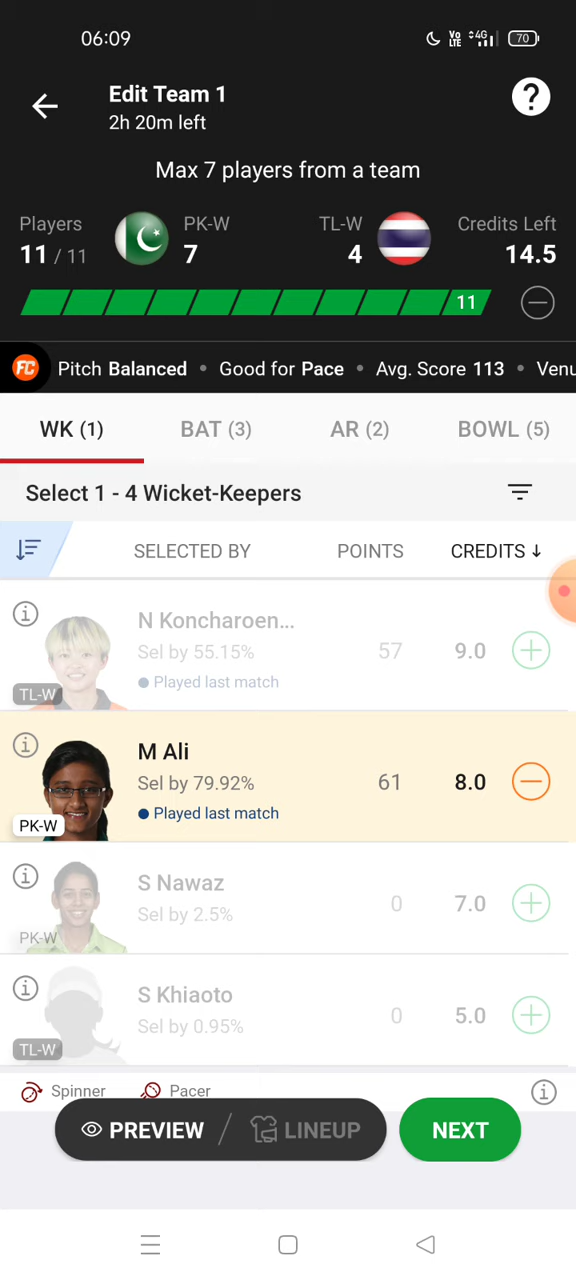 06:09
Vo LTE 4G 70
Edit Team 1
2h 20m left
?
Max 7 players from a team
Players PK-W TL-W Credits Left
11 / 11 7 4 14.5
11
FC Pitch Balanced • Good for Pace • Avg. Score 113 • Venu
WK (1) BAT (3) AR (2) BOWL (5)
Select 1 - 4 Wicket-Keepers
SELECTED BY POINTS CREDITS ↓
N Koncharoen...
Sel by 55.15% 57 9.0
Played last match
TL-W
M Ali
Sel by 79.92% 61 8.0
Played last match
PK-W
S Nawaz
Sel by 2.5% 0 7.0
PK-W
S Khiaoto
Sel by 0.95% 0 5.0
TL-W
Spinner Pacer
PREVIEW / LINEUP NEXT